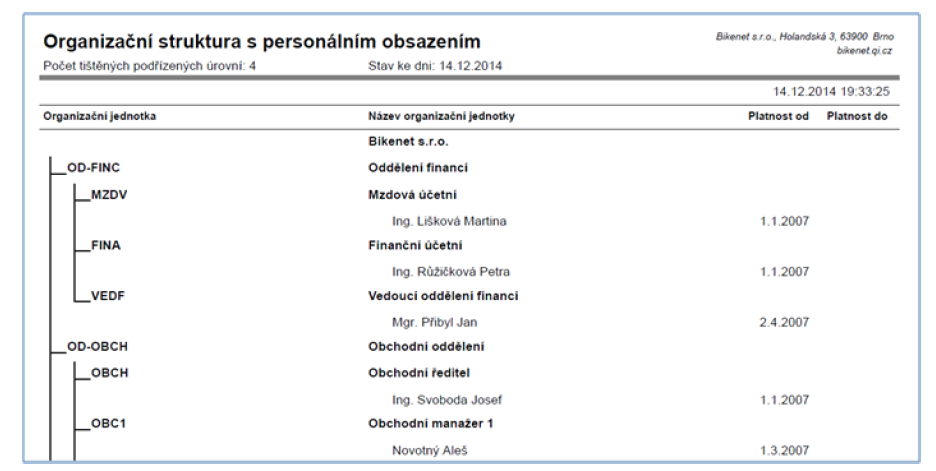 Organizační struktura s personálním obsazením
Bikenet s.r.o., Holandská 3, 63900 Brno
bikenet.qi.cz
Počet tištěných podřízených úrovní: 4 Stav ke dni: 14.12.2014
14.12.2014 19:33:25
Organizační jednotka Název organizační jednotky Platnost od Platnost do
Bikenet s.r.o.
OD-FINC Oddělení financí
MZDV Mzdová účetní
Ing. Lišková Martina 1.1.2007
FINA Finanční účetní
Ing. Růžičková Petra 1.1.2007
VEDF Vedoucí oddělení financí
Mgr. Přibyl Jan 2.4.2007
OD-OBCH Obchodní oddělení
OBCH Obchodní ředitel
Ing. Svoboda Josef 1.1.2007
OBC1 Obchodní manažer 1
Novotný Aleš 1.3.2007